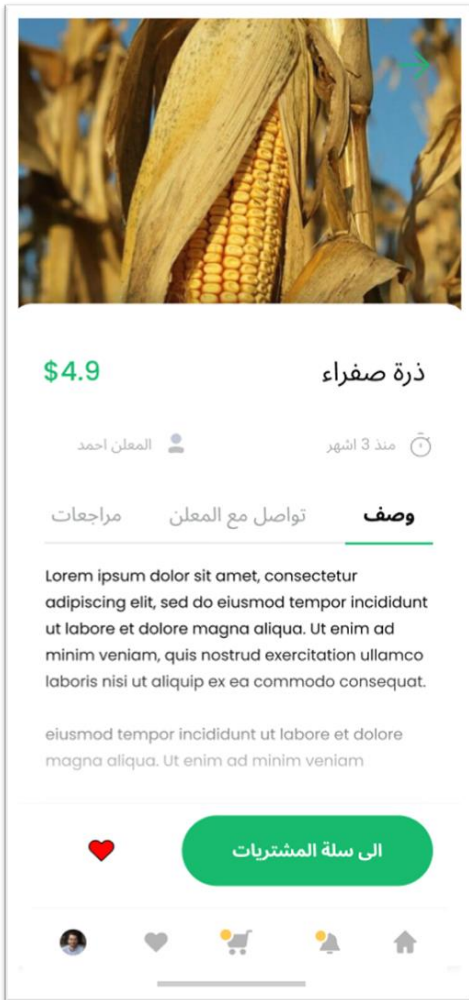 ذرة صفراء
$4.9
منذ 3 اشهر
المعلن احمد
وصف
تواصل مع المعلن
مراجعات
Lorem ipsum dolor sit amet, consectetur
adipiscing elit, sed do eiusmod tempor incididunt
ut labore et dolore magna aliqua. Ut enim ad
minim veniam, quis nostrud exercitation ullamco
laboris nisi ut aliquip ex ea commodo consequat.
eiusmod tempor incididunt ut labore et dolore
magna aliqua. Ut enim ad minim veniam
الى سلة المشتريات